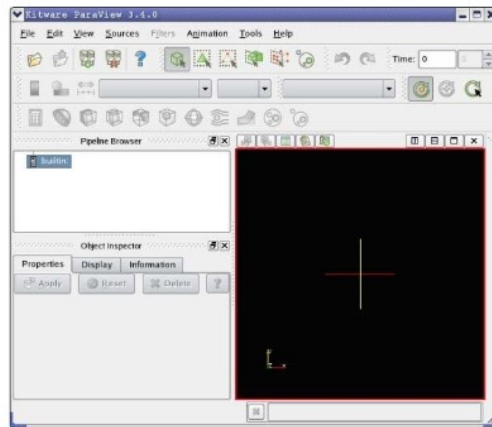 Kitware ParaView 3.4.0
File Edit View Sources Filters Animation Tools Help
Time: 0
Pipeline Browser
builtin:
Object Inspector
Properties Display Information
Apply Reset Delete ?